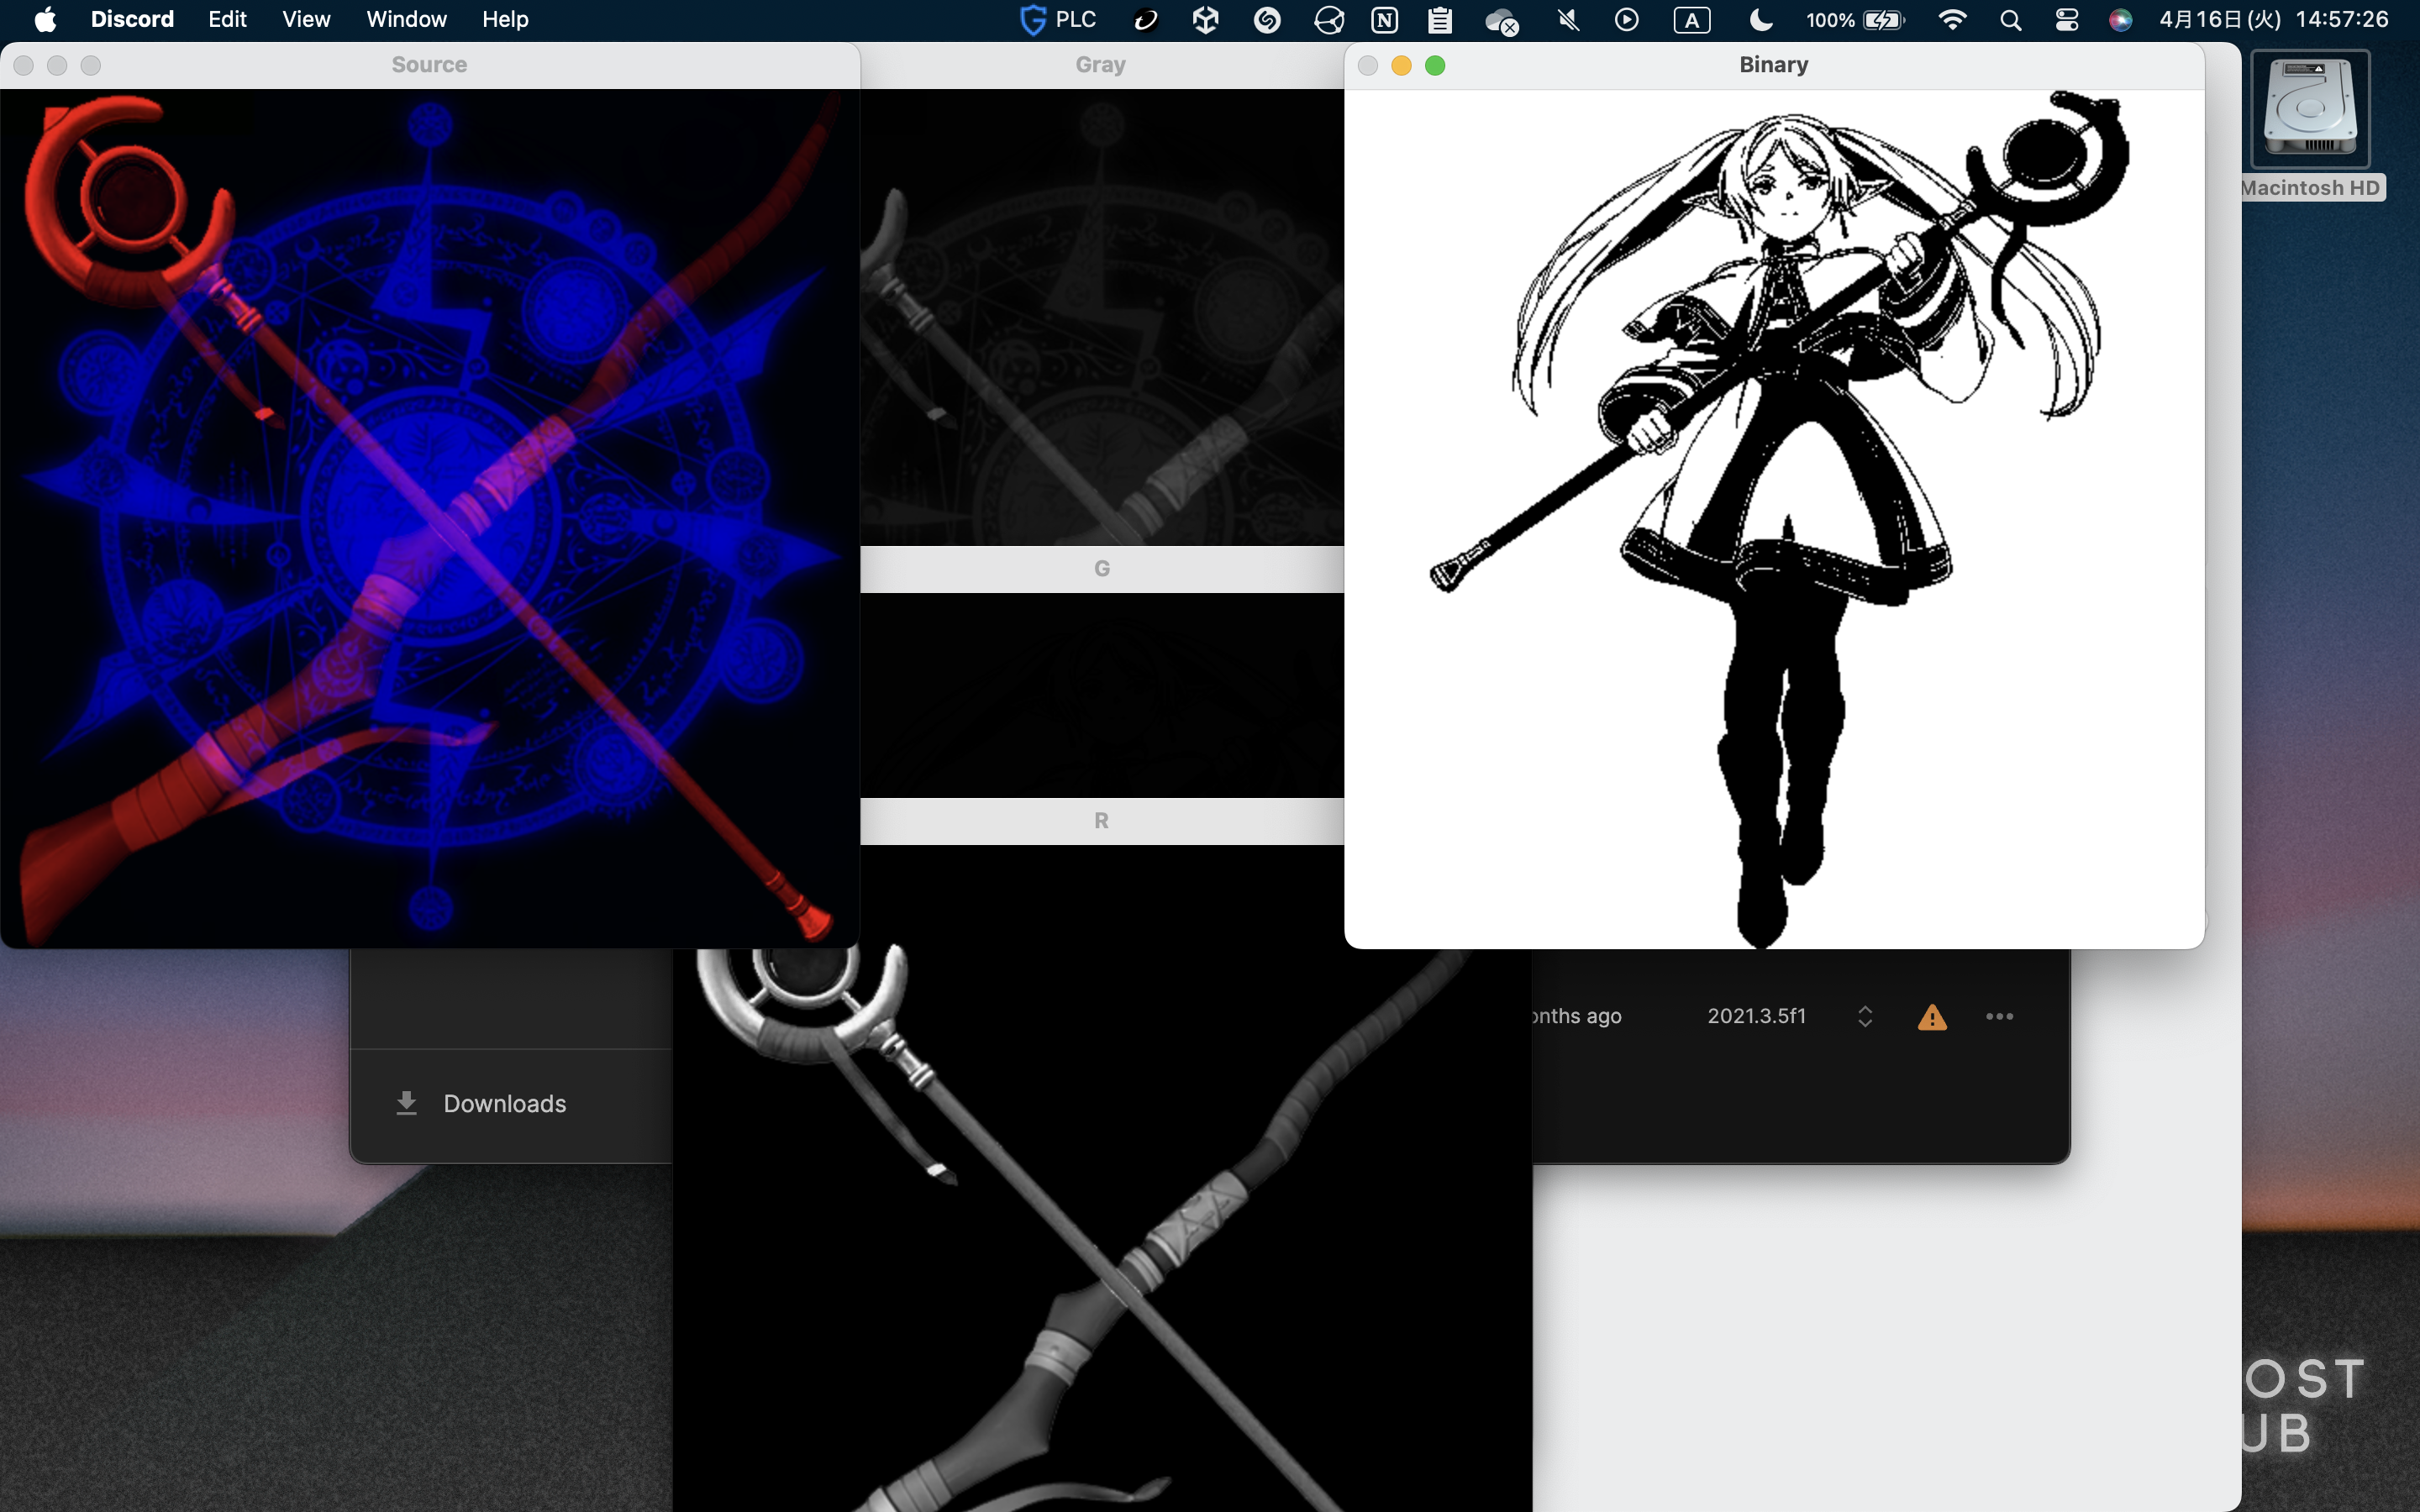 Discord Edit View Window Help PLC A 100% 4月16日(火) 14:57:26
Source
Gray
Binary
Macintosh HD
G
R
onths ago 2021.3.5f1
Downloads
OST
UB